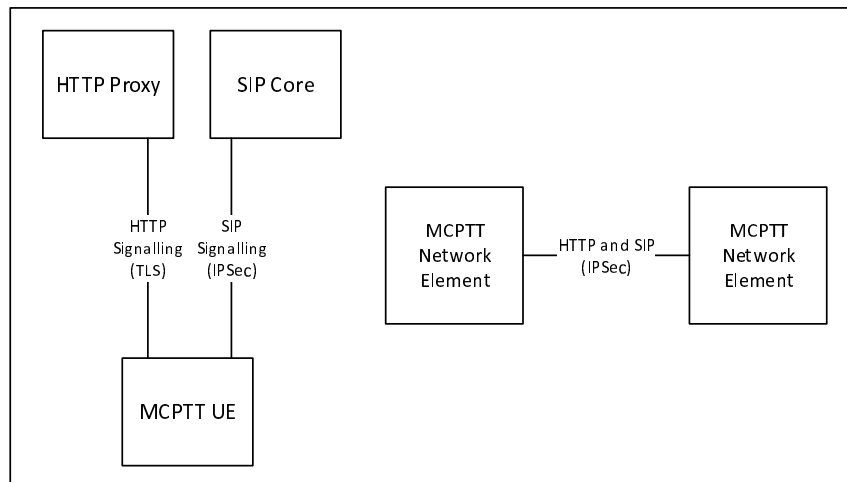 HTTP Proxy
SIP Core
HTTP
Signalling
(TLS)
SIP
Signalling
(IPSec)
MCPTT UE
MCPTT
Network
Element
HTTP and SIP
(IPSec)
MCPTT
Network
Element